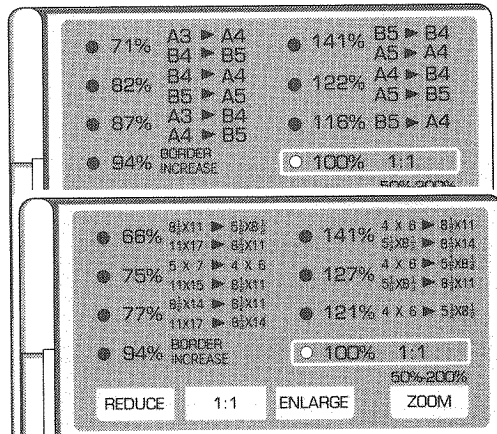 71% A3 ► A4
B4 ► B5
82% B4 ► A4
B5 ► A5
87% A3 ► B4
A4 ► B5
94% BORDER
INCREASE
141% B5 ► B4
A5 ► A4
122% A4 ► B4
A5 ► B5
116% B5 ► A4
100% 1:1
50%-200%
66% 8½X11 ► 5½X8½
11X17 ► 8½X11
75% 5 X 7 ► 4 X 6
11X15 ► 8½X11
77% 8½X14 ► 8½X11
11X17 ► 8½X14
94% BORDER
INCREASE
141% 4 X 6 ► 8½X11
5½X8½ ► 8½X14
127% 4 X 6 ► 5½X8½
5½X8½ ► 8½X11
121% 4 X 6 ► 5½X8½
100% 1:1
50%-200%
REDUCE 1:1 ENLARGE ZOOM